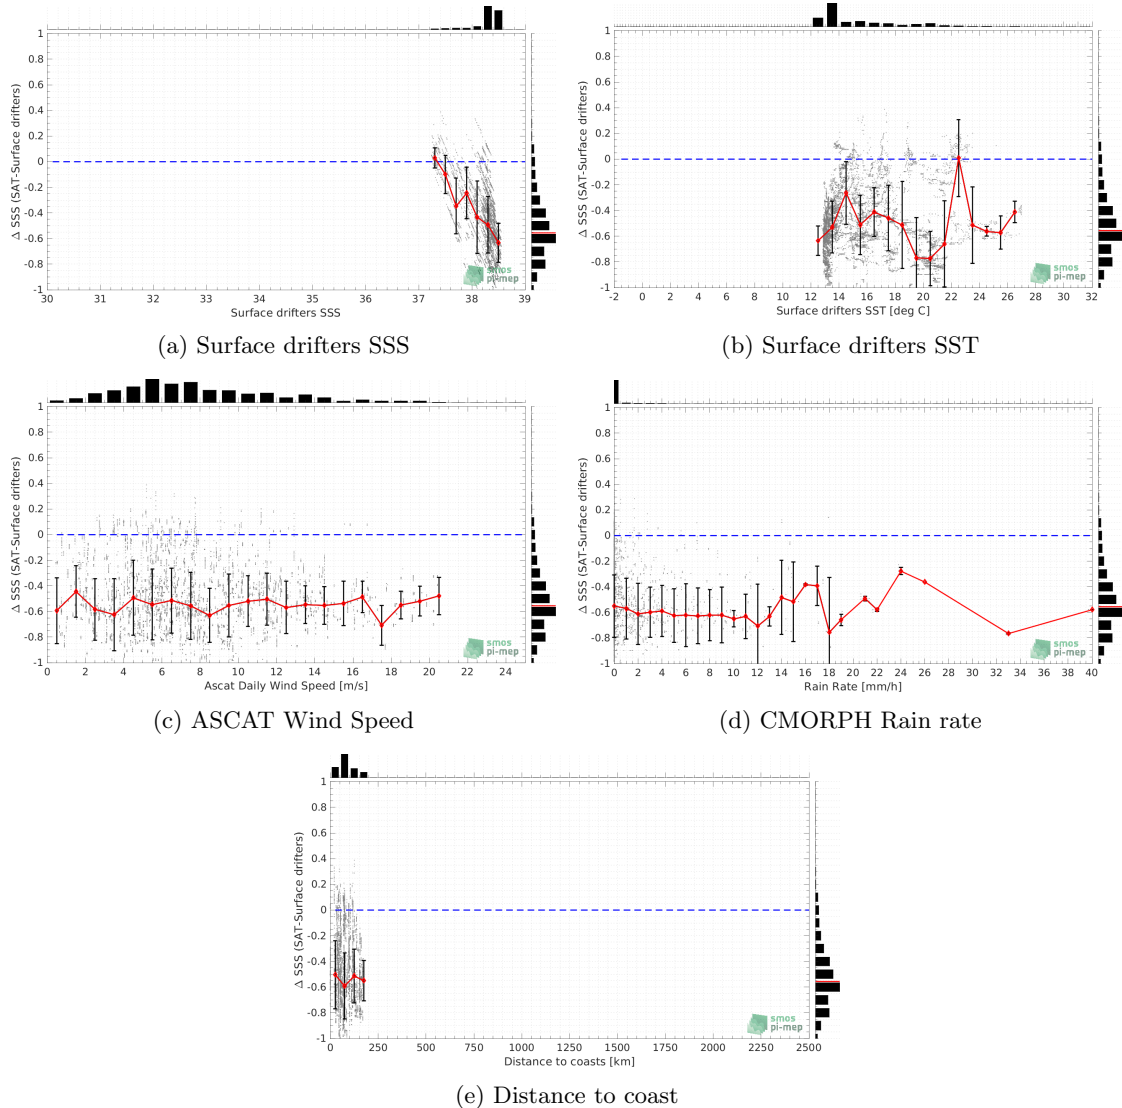 1
0.8
0.6
0.4
0.2
0
-0.2
-0.4
-0.6
-0.8
-1
Δ SSS (SAT-Surface drifters)
30 31 32 33 34 35 36 37 38 39
Surface drifters SSS
smos
pi-mep
(a) Surface drifters SSS
1
0.8
0.6
0.4
0.2
0
-0.2
-0.4
-0.6
-0.8
-1
Δ SSS (SAT-Surface drifters)
-2 0 2 4 6 8 10 12 14 16 18 20 22 24 26 28 30 32
Surface drifters SST [deg C]
smos
pi-mep
(b) Surface drifters SST
1
0.8
0.6
0.4
0.2
0
-0.2
-0.4
-0.6
-0.8
-1
Δ SSS (SAT-Surface drifters)
0 2 4 6 8 10 12 14 16 18 20 22 24
Ascat Daily Wind Speed [m/s]
smos
pi-mep
(c) ASCAT Wind Speed
1
0.8
0.6
0.4
0.2
0
-0.2
-0.4
-0.6
-0.8
-1
Δ SSS (SAT-Surface drifters)
0 2 4 6 8 10 12 14 16 18 20 22 24 26 28 30 32 34 36 38 40
Rain Rate [mm/h]
smos
pi-mep
(d) CMORPH Rain rate
1
0.8
0.6
0.4
0.2
0
-0.2
-0.4
-0.6
-0.8
-1
Δ SSS (SAT-Surface drifters)
0 250 500 750 1000 1250 1500 1750 2000 2250 2500
Distance to coasts [km]
smos
pi-mep
(e) Distance to coast